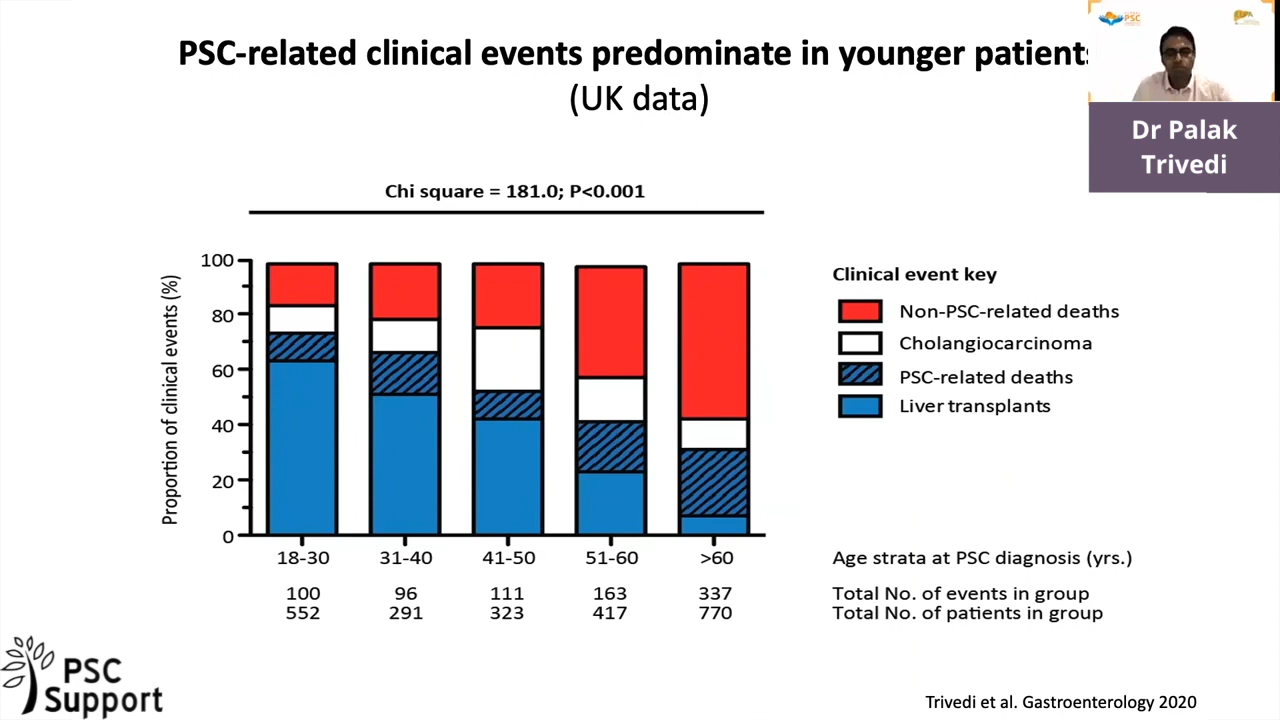 PSC-related clinical events predominate in younger patients
(UK data)
PSC
Dr Palak
Trivedi
Chi square = 181.0; P<0.001
Proportion of clinical events (%)
100
80
60
40
20
0
18-30 31-40 41-50 51-60 >60 Age strata at PSC diagnosis (yrs.)
100 96 111 163 337 Total No. of events in group
552 291 323 417 770 Total No. of patients in group
Clinical event key
Non-PSC-related deaths
Cholangiocarcinoma
PSC-related deaths
Liver transplants
PSC
Support
Trivedi et al. Gastroenterology 2020